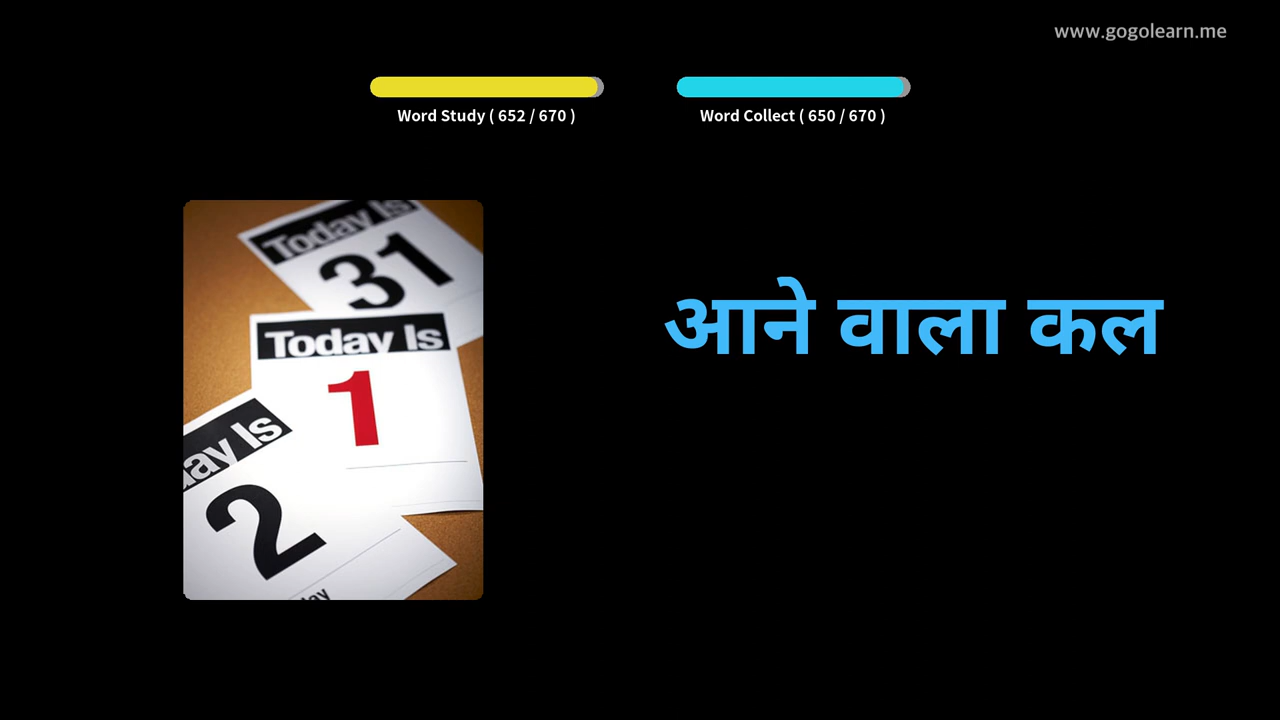 www.gogolearn.me
Word Study ( 652 / 670 )
Word Collect ( 650 / 670 )
Today Is
31
Today Is
1
ay Is
2
आने वाला कल